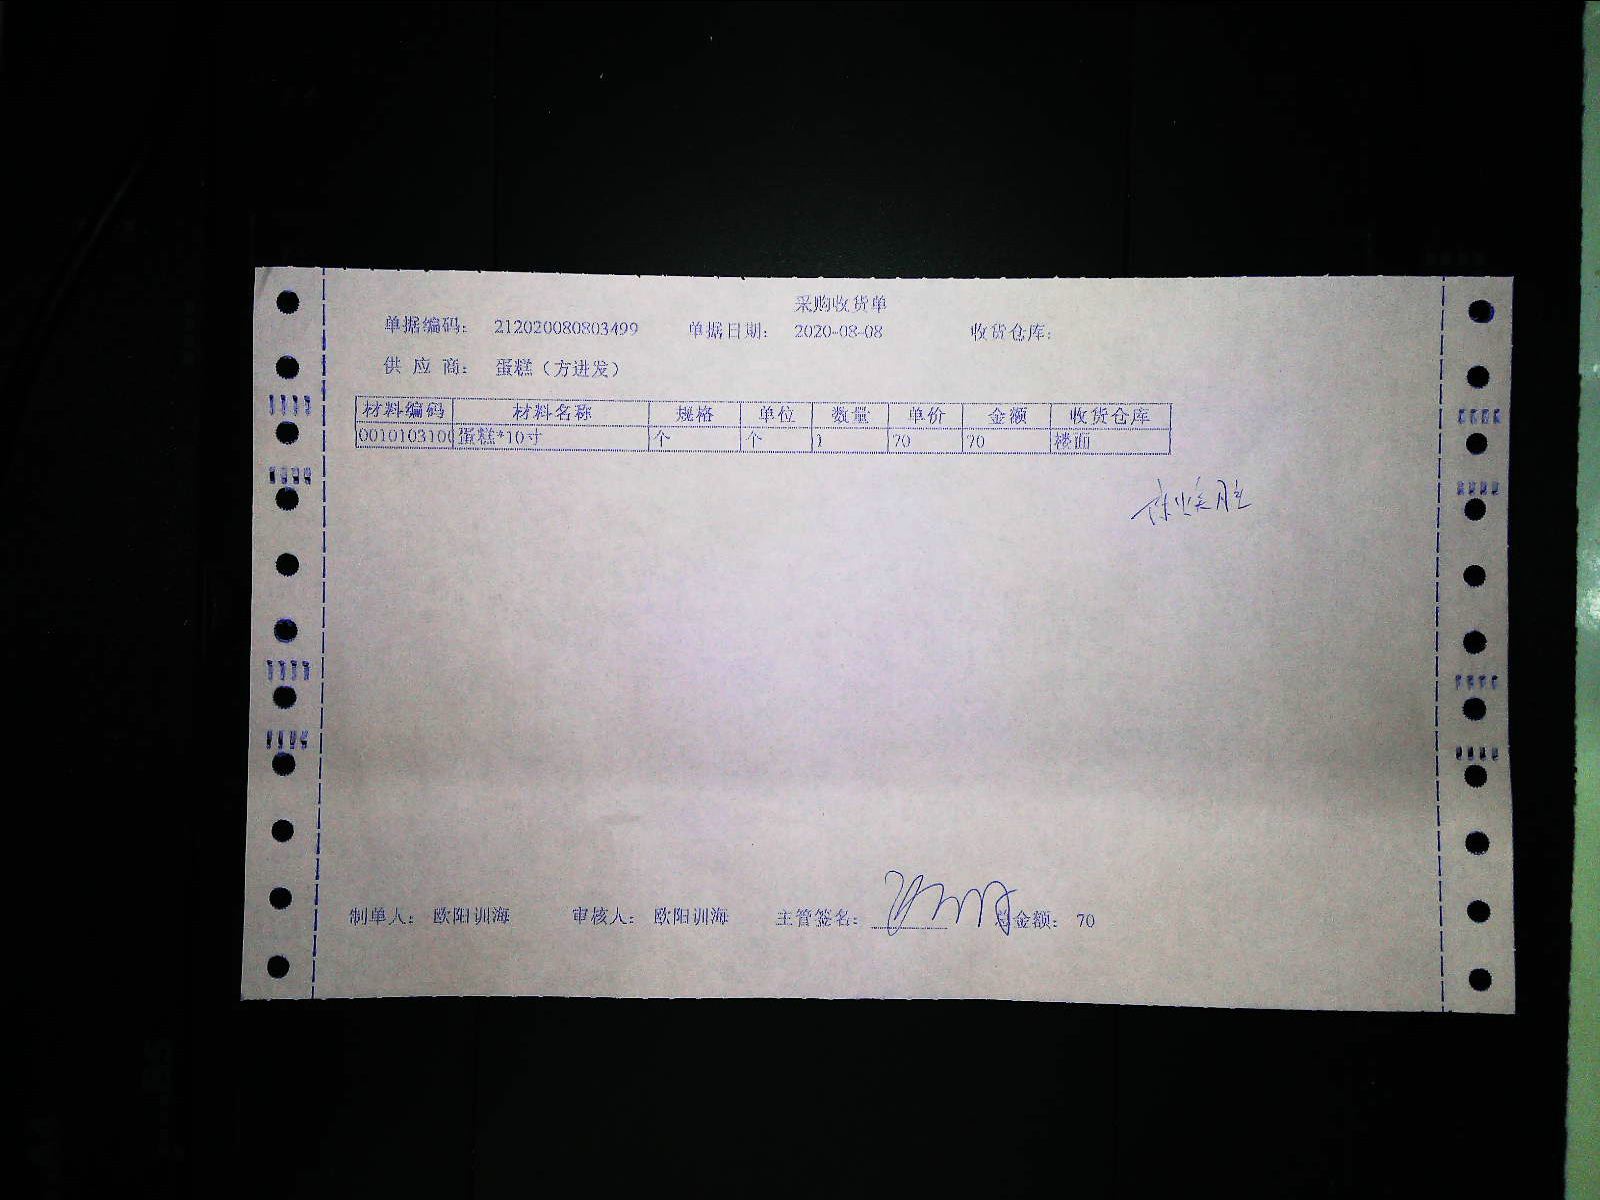 采购收货单
单据编码: 212020080803499 单据日期: 2020-08-08 收货仓库:
供 应 商: 蛋糕（方进发）
材料编码 材料名称 规格 单位 数量 单价 金额 收货仓库
0010103100 蛋糕*10寸 个 个 1 70 70 楼面
制单人: 欧阳训海 审核人: 欧阳训海 主管签名: 总金额: 70